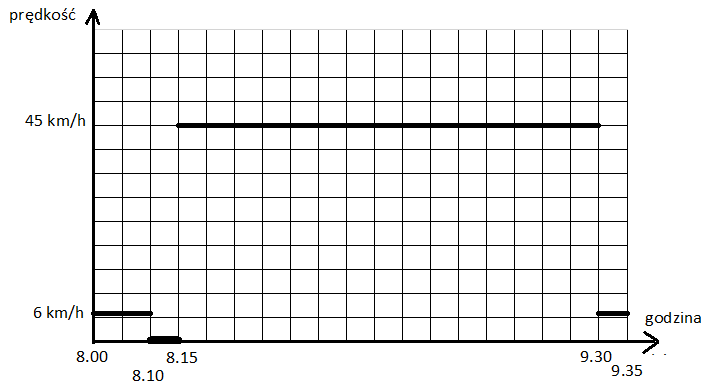 prędkość
45 km/h
6 km/h
godzina
8.00
8.10
8.15
9.30
9.35